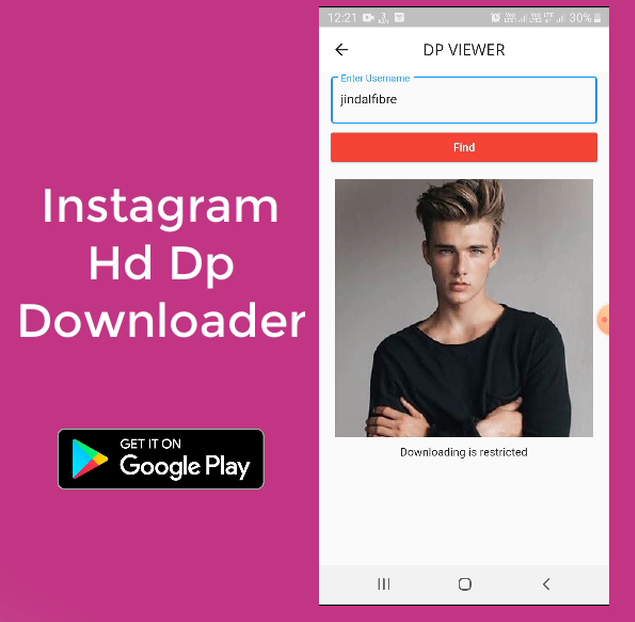 Instagram
Hd Dp
Downloader
GET IT ON
Google Play
12:21
30%
DP VIEWER
Enter Username
jindalfibre
Find
Downloading is restricted